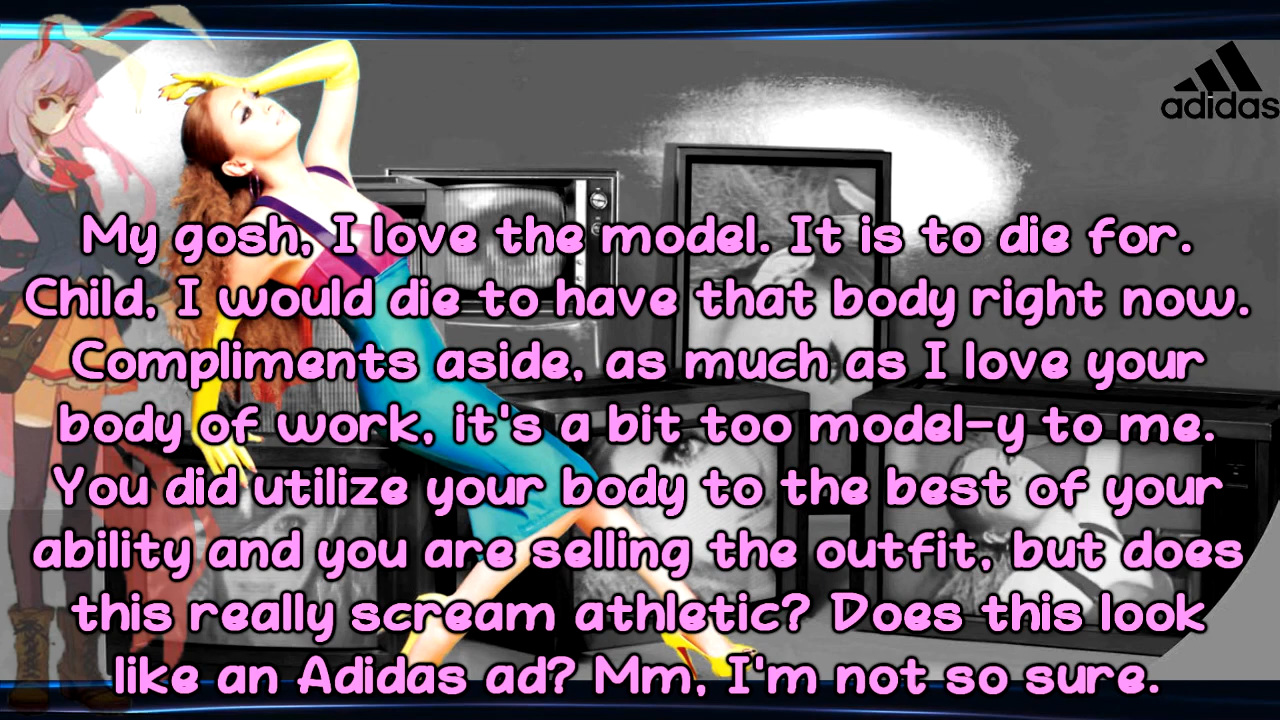 adidas
My gosh, I love the model. It is to die for.
Child, I would die to have that body right now.
Compliments aside, as much as I love your
body of work, it's a bit too model-y to me.
You did utilize your body to the best of your
ability and you are selling the outfit, but does
this really scream athletic? Does this look
like an Adidas ad? Mm, I'm not so sure.